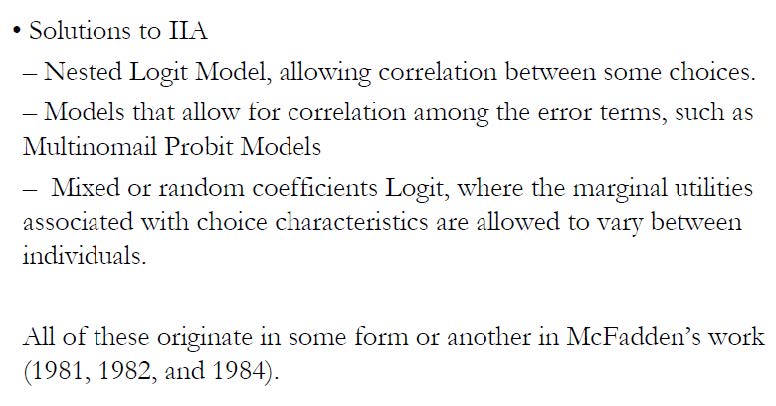 • Solutions to IIA
– Nested Logit Model, allowing correlation between some choices.
– Models that allow for correlation among the error terms, such as
Multinomail Probit Models
– Mixed or random coefficients Logit, where the marginal utilities
associated with choice characteristics are allowed to vary between
individuals.
All of these originate in some form or another in McFadden's work
(1981, 1982, and 1984).